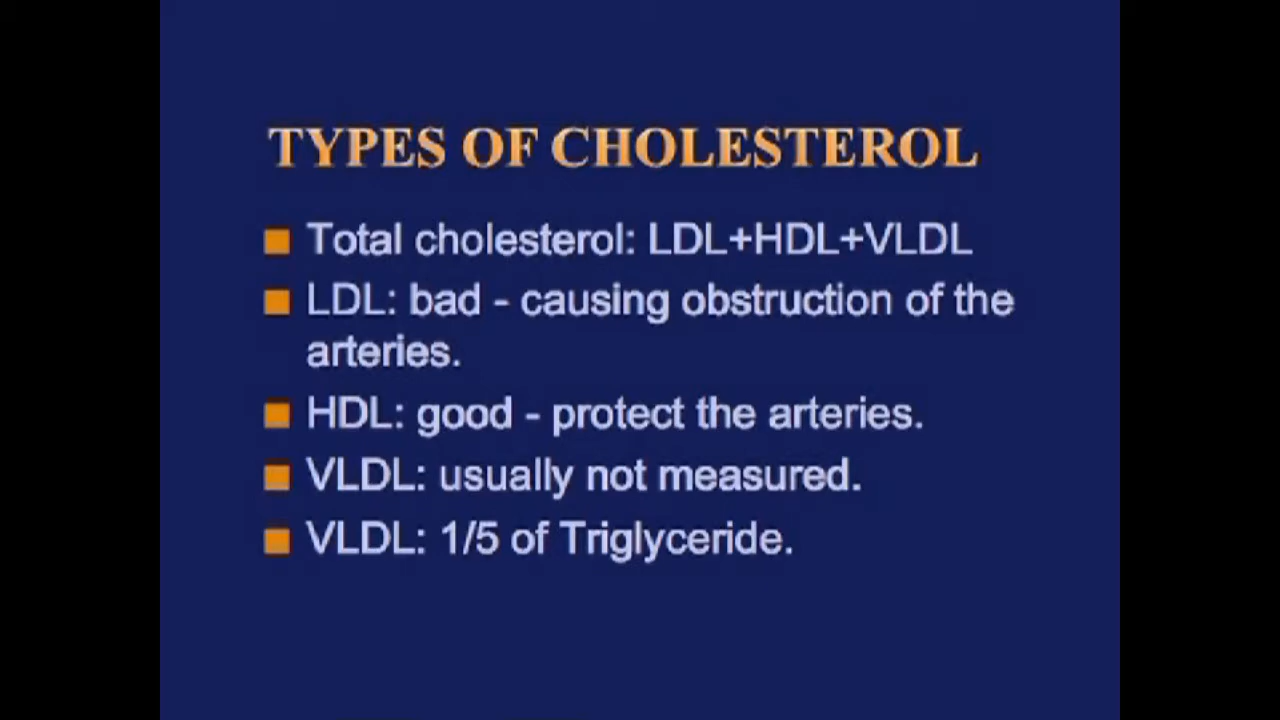 TYPES OF CHOLESTEROL
Total cholesterol: LDL+HDL+VLDL
LDL: bad - causing obstruction of the
arteries.
HDL: good - protect the arteries.
VLDL: usually not measured.
VLDL: 1/5 of Triglyceride.